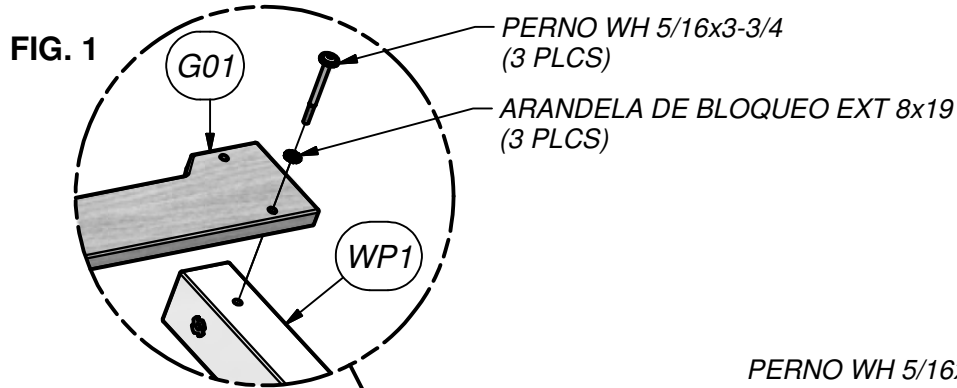 FIG. 1
G01
PERNO WH 5/16x3-3/4
(3 PLCS)
ARANDELA DE BLOQUEO EXT 8x19
(3 PLCS)
WP1
PERNO WH 5/16x